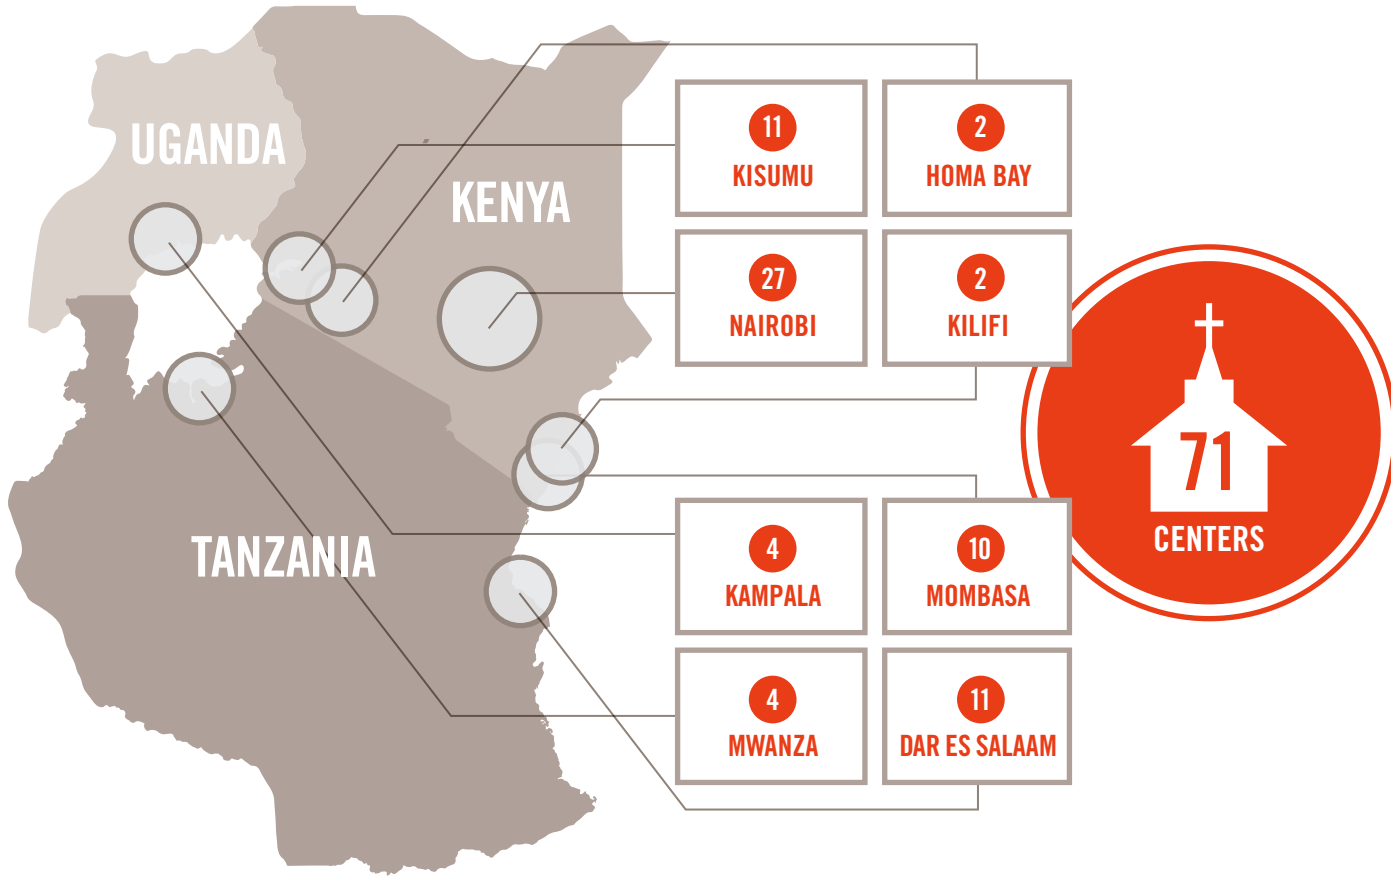 UGANDA
KENYA
TANZANIA
11
KISUMU
2
HOMA BAY
27
NAIROBI
2
KILIFI
4
KAMPALA
10
MOMBASA
4
MWANZA
11
DAR ES SALAAM
71
CENTERS